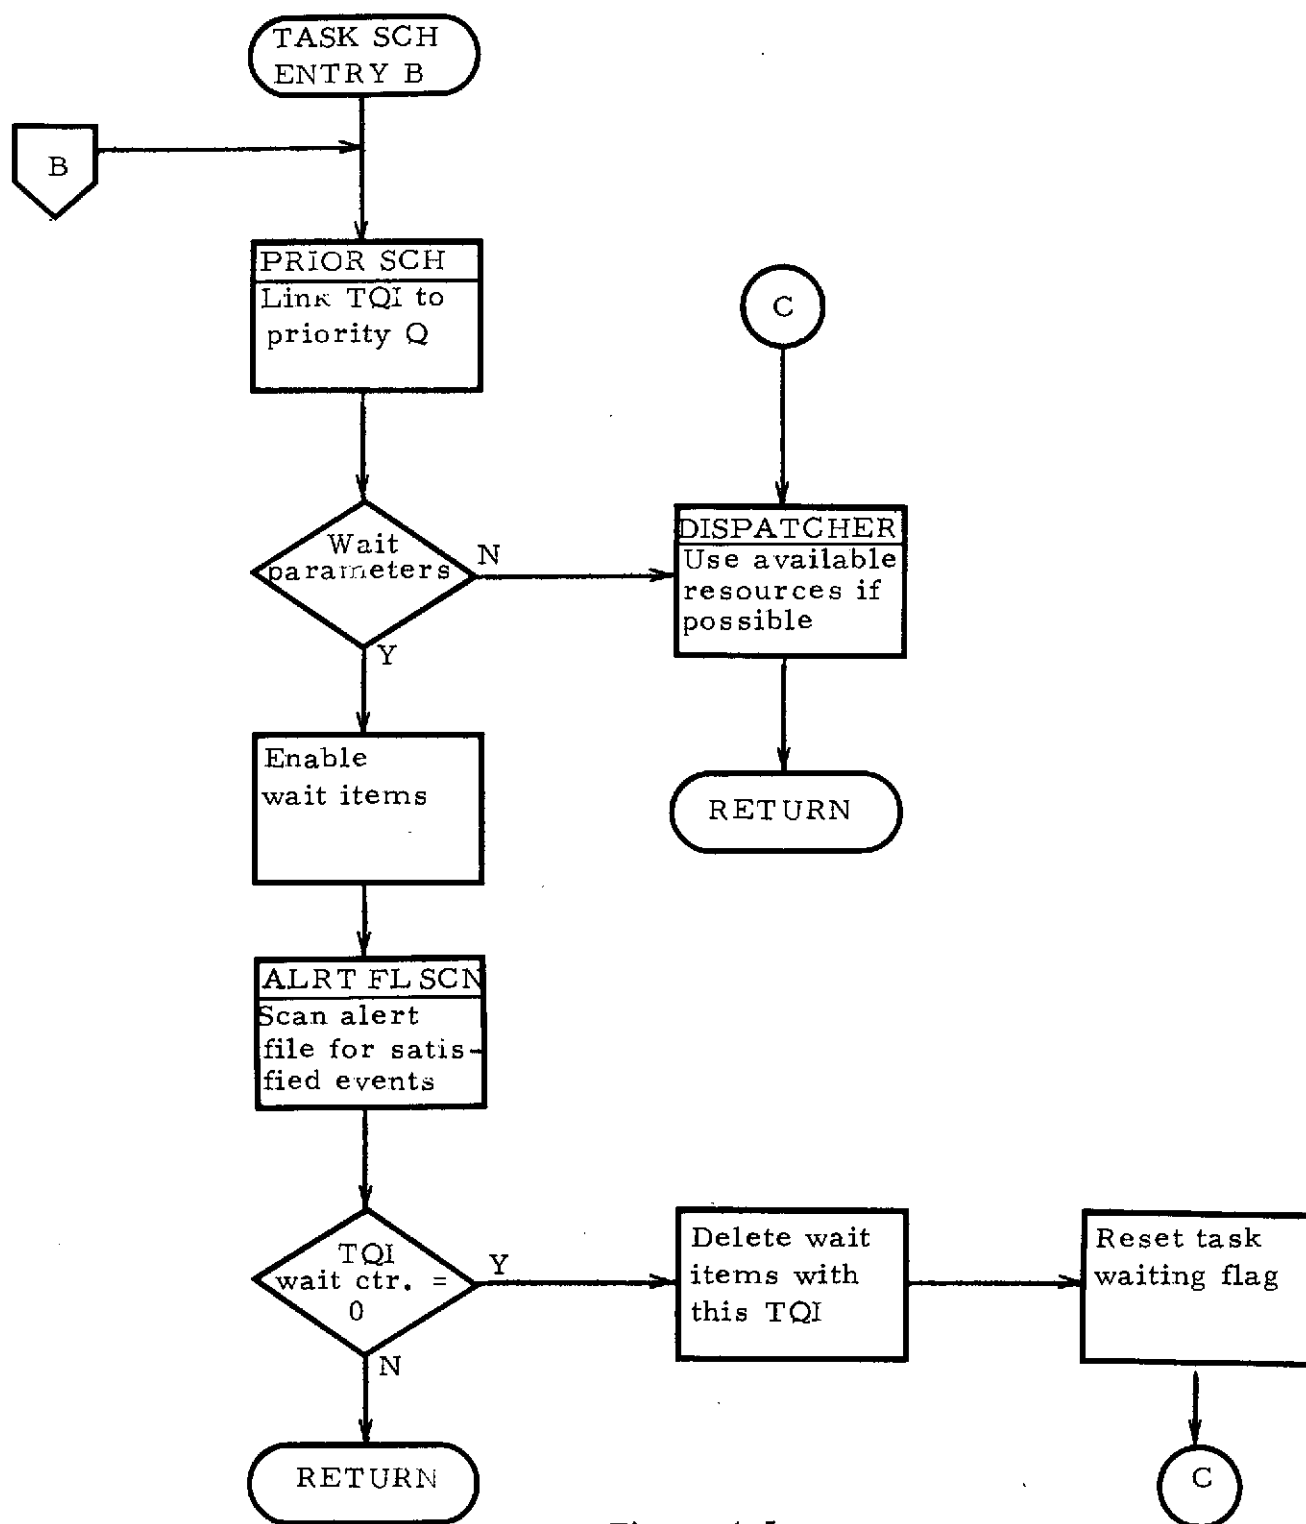 TASK SCH
ENTRY B
B
PRIOR SCH
Link TQI to
priority Q
C
Wait
parameters
N
Y
DISPATCHER
Use available
resources if
possible
Enable
wait items
RETURN
ALRT FL SCN
Scan alert
file for satis-
fied events
TQI
wait ctr. =
0
Y
N
Delete wait
items with
this TQI
Reset task
waiting flag
RETURN
C